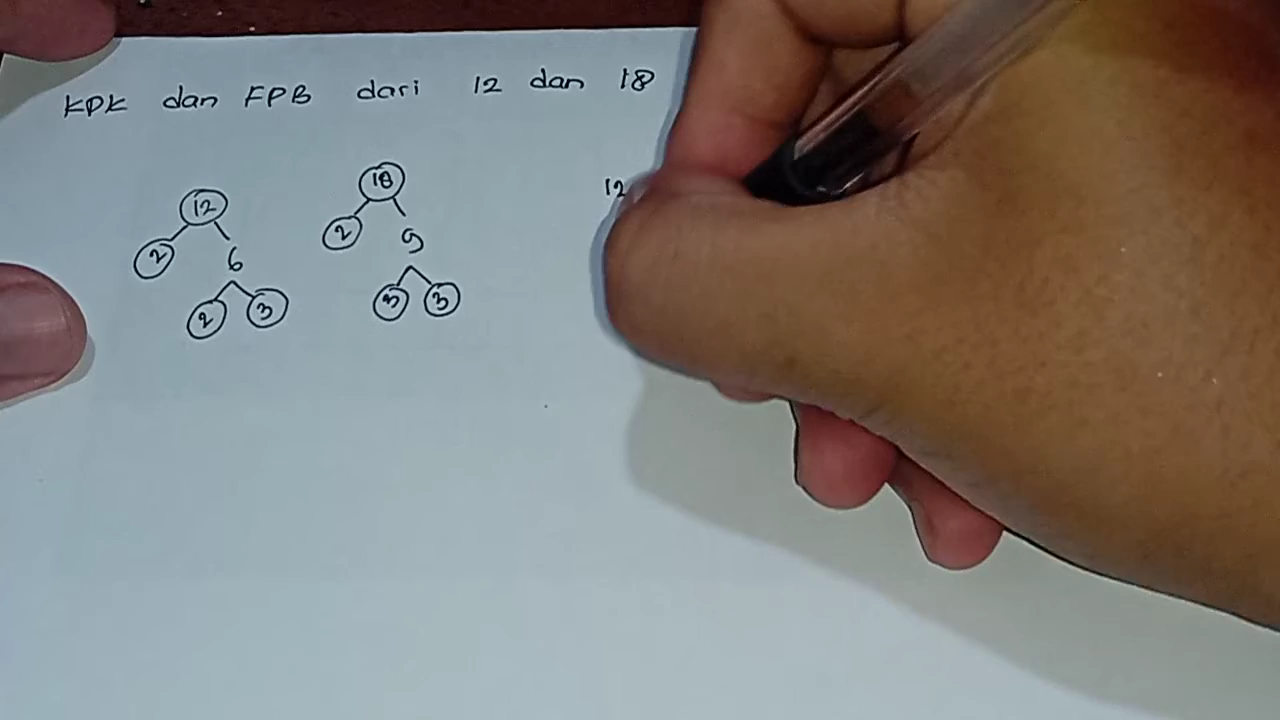 KPK dan FPB dari 12 dan 18
12 18 12
2 6 2 9
2 3 3 3